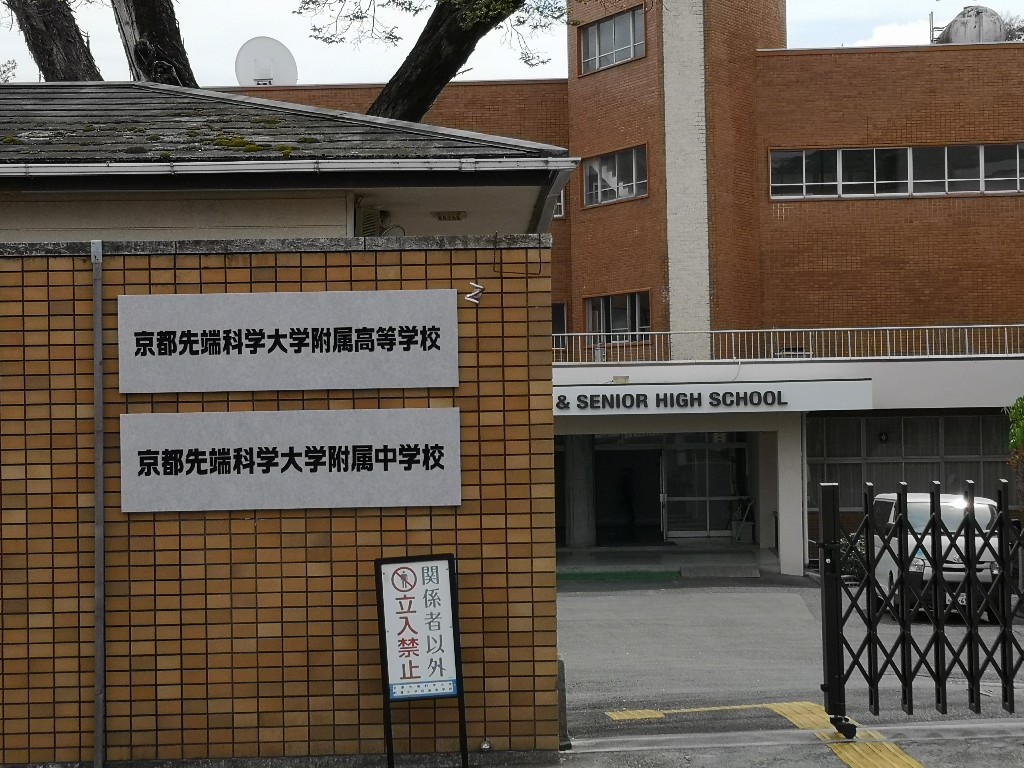 京都先端科学大学附属高等学校
京都先端科学大学附属中学校
& SENIOR HIGH SCHOOL
関係者以外
立入禁止